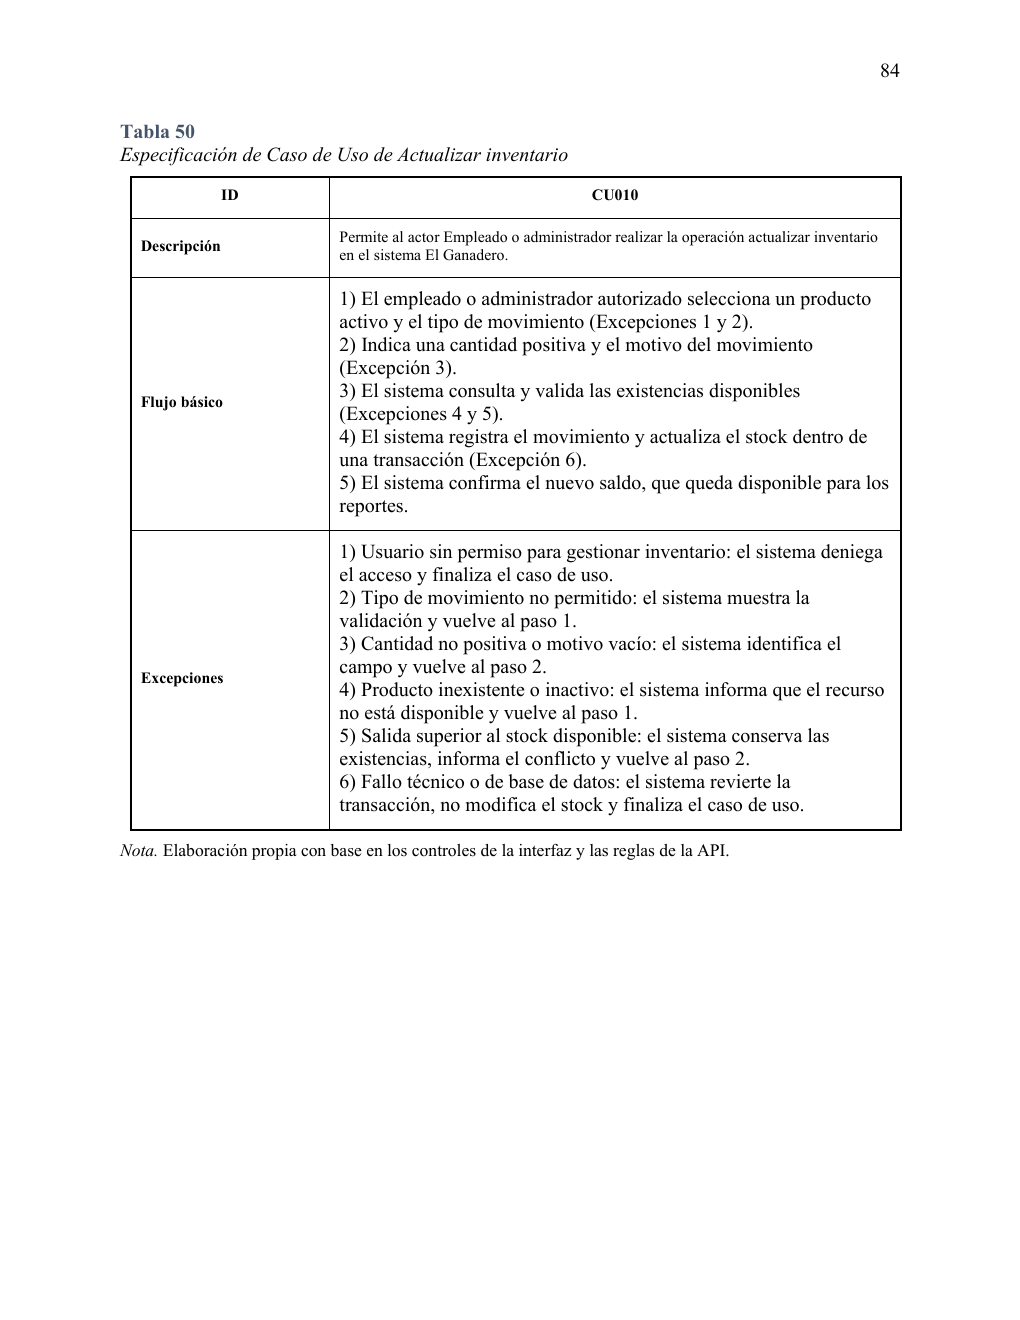 84
Tabla 50
Especificación de Caso de Uso de Actualizar inventario
ID
CU010
Descripción
Permite al actor Empleado o administrador realizar la operación actualizar inventario
en el sistema El Ganadero.
Flujo básico
1) El empleado o administrador autorizado selecciona un producto
activo y el tipo de movimiento (Excepciones 1 y 2).
2) Indica una cantidad positiva y el motivo del movimiento
(Excepción 3).
3) El sistema consulta y valida las existencias disponibles
(Excepciones 4 y 5).
4) El sistema registra el movimiento y actualiza el stock dentro de
una transacción (Excepción 6).
5) El sistema confirma el nuevo saldo, que queda disponible para los
reportes.
Excepciones
1) Usuario sin permiso para gestionar inventario: el sistema deniega
el acceso y finaliza el caso de uso.
2) Tipo de movimiento no permitido: el sistema muestra la
validación y vuelve al paso 1.
3) Cantidad no positiva o motivo vacío: el sistema identifica el
campo y vuelve al paso 2.
4) Producto inexistente o inactivo: el sistema informa que el recurso
no está disponible y vuelve al paso 1.
5) Salida superior al stock disponible: el sistema conserva las
existencias, informa el conflicto y vuelve al paso 2.
6) Fallo técnico o de base de datos: el sistema revierte la
transacción, no modifica el stock y finaliza el caso de uso.
Nota. Elaboración propia con base en los controles de la interfaz y las reglas de la API.